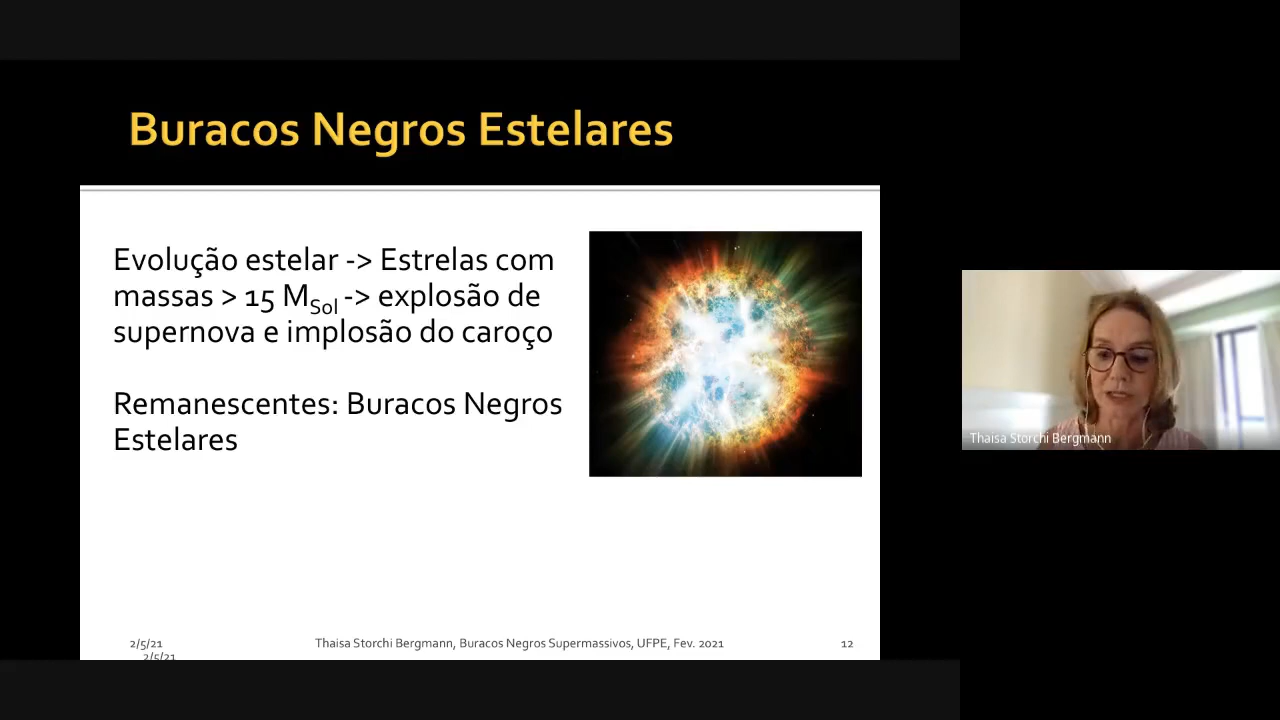 Buracos Negros Estelares
Evolução estelar -> Estrelas com
massas > 15 MSol -> explosão de
supernova e implosão do caroço
Remanescentes: Buracos Negros
Estelares
Thaisa Storchi Bergmann
2/5/21
Thaisa Storchi Bergmann, Buracos Negros Supermassivos, UFPE, Fev. 2021
12
2/5/21